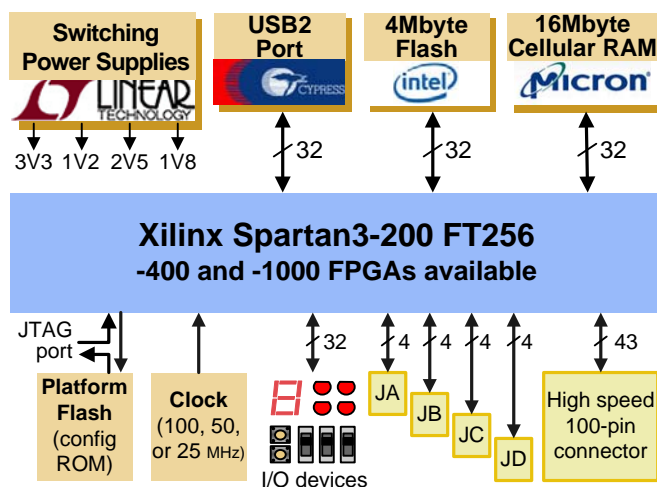 Switching
Power Supplies
LINEAR
TECHNOLOGY
3V3 1V2 2V5 1V8
USB2
Port
CYPRESS
32
4Mbyte
Flash
intel
32
16Mbyte
Cellular RAM
Micron
32
Xilinx Spartan3-200 FT256
-400 and -1000 FPGAs available
JTAG
port
Platform
Flash
(config
ROM)
Clock
(100, 50,
or 25 MHz)
32
I/O devices
4
JA
4
JB
4
JC
4
JD
43
High speed
100-pin
connector